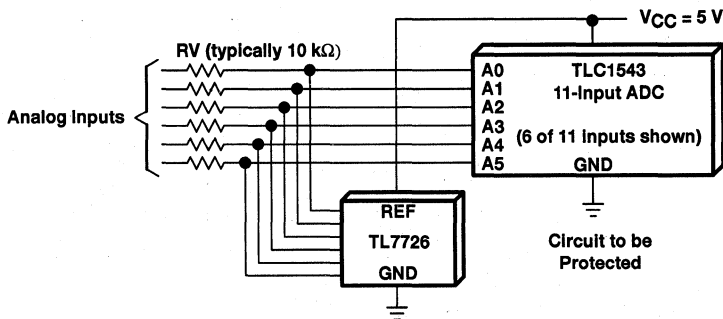 VCC = 5 V
RV (typically 10 kΩ)
Analog Inputs
A0
A1
A2
A3
A4
A5
TLC1543
11-Input ADC
(6 of 11 inputs shown)
GND
REF
TL7726
GND
Circuit to be
Protected